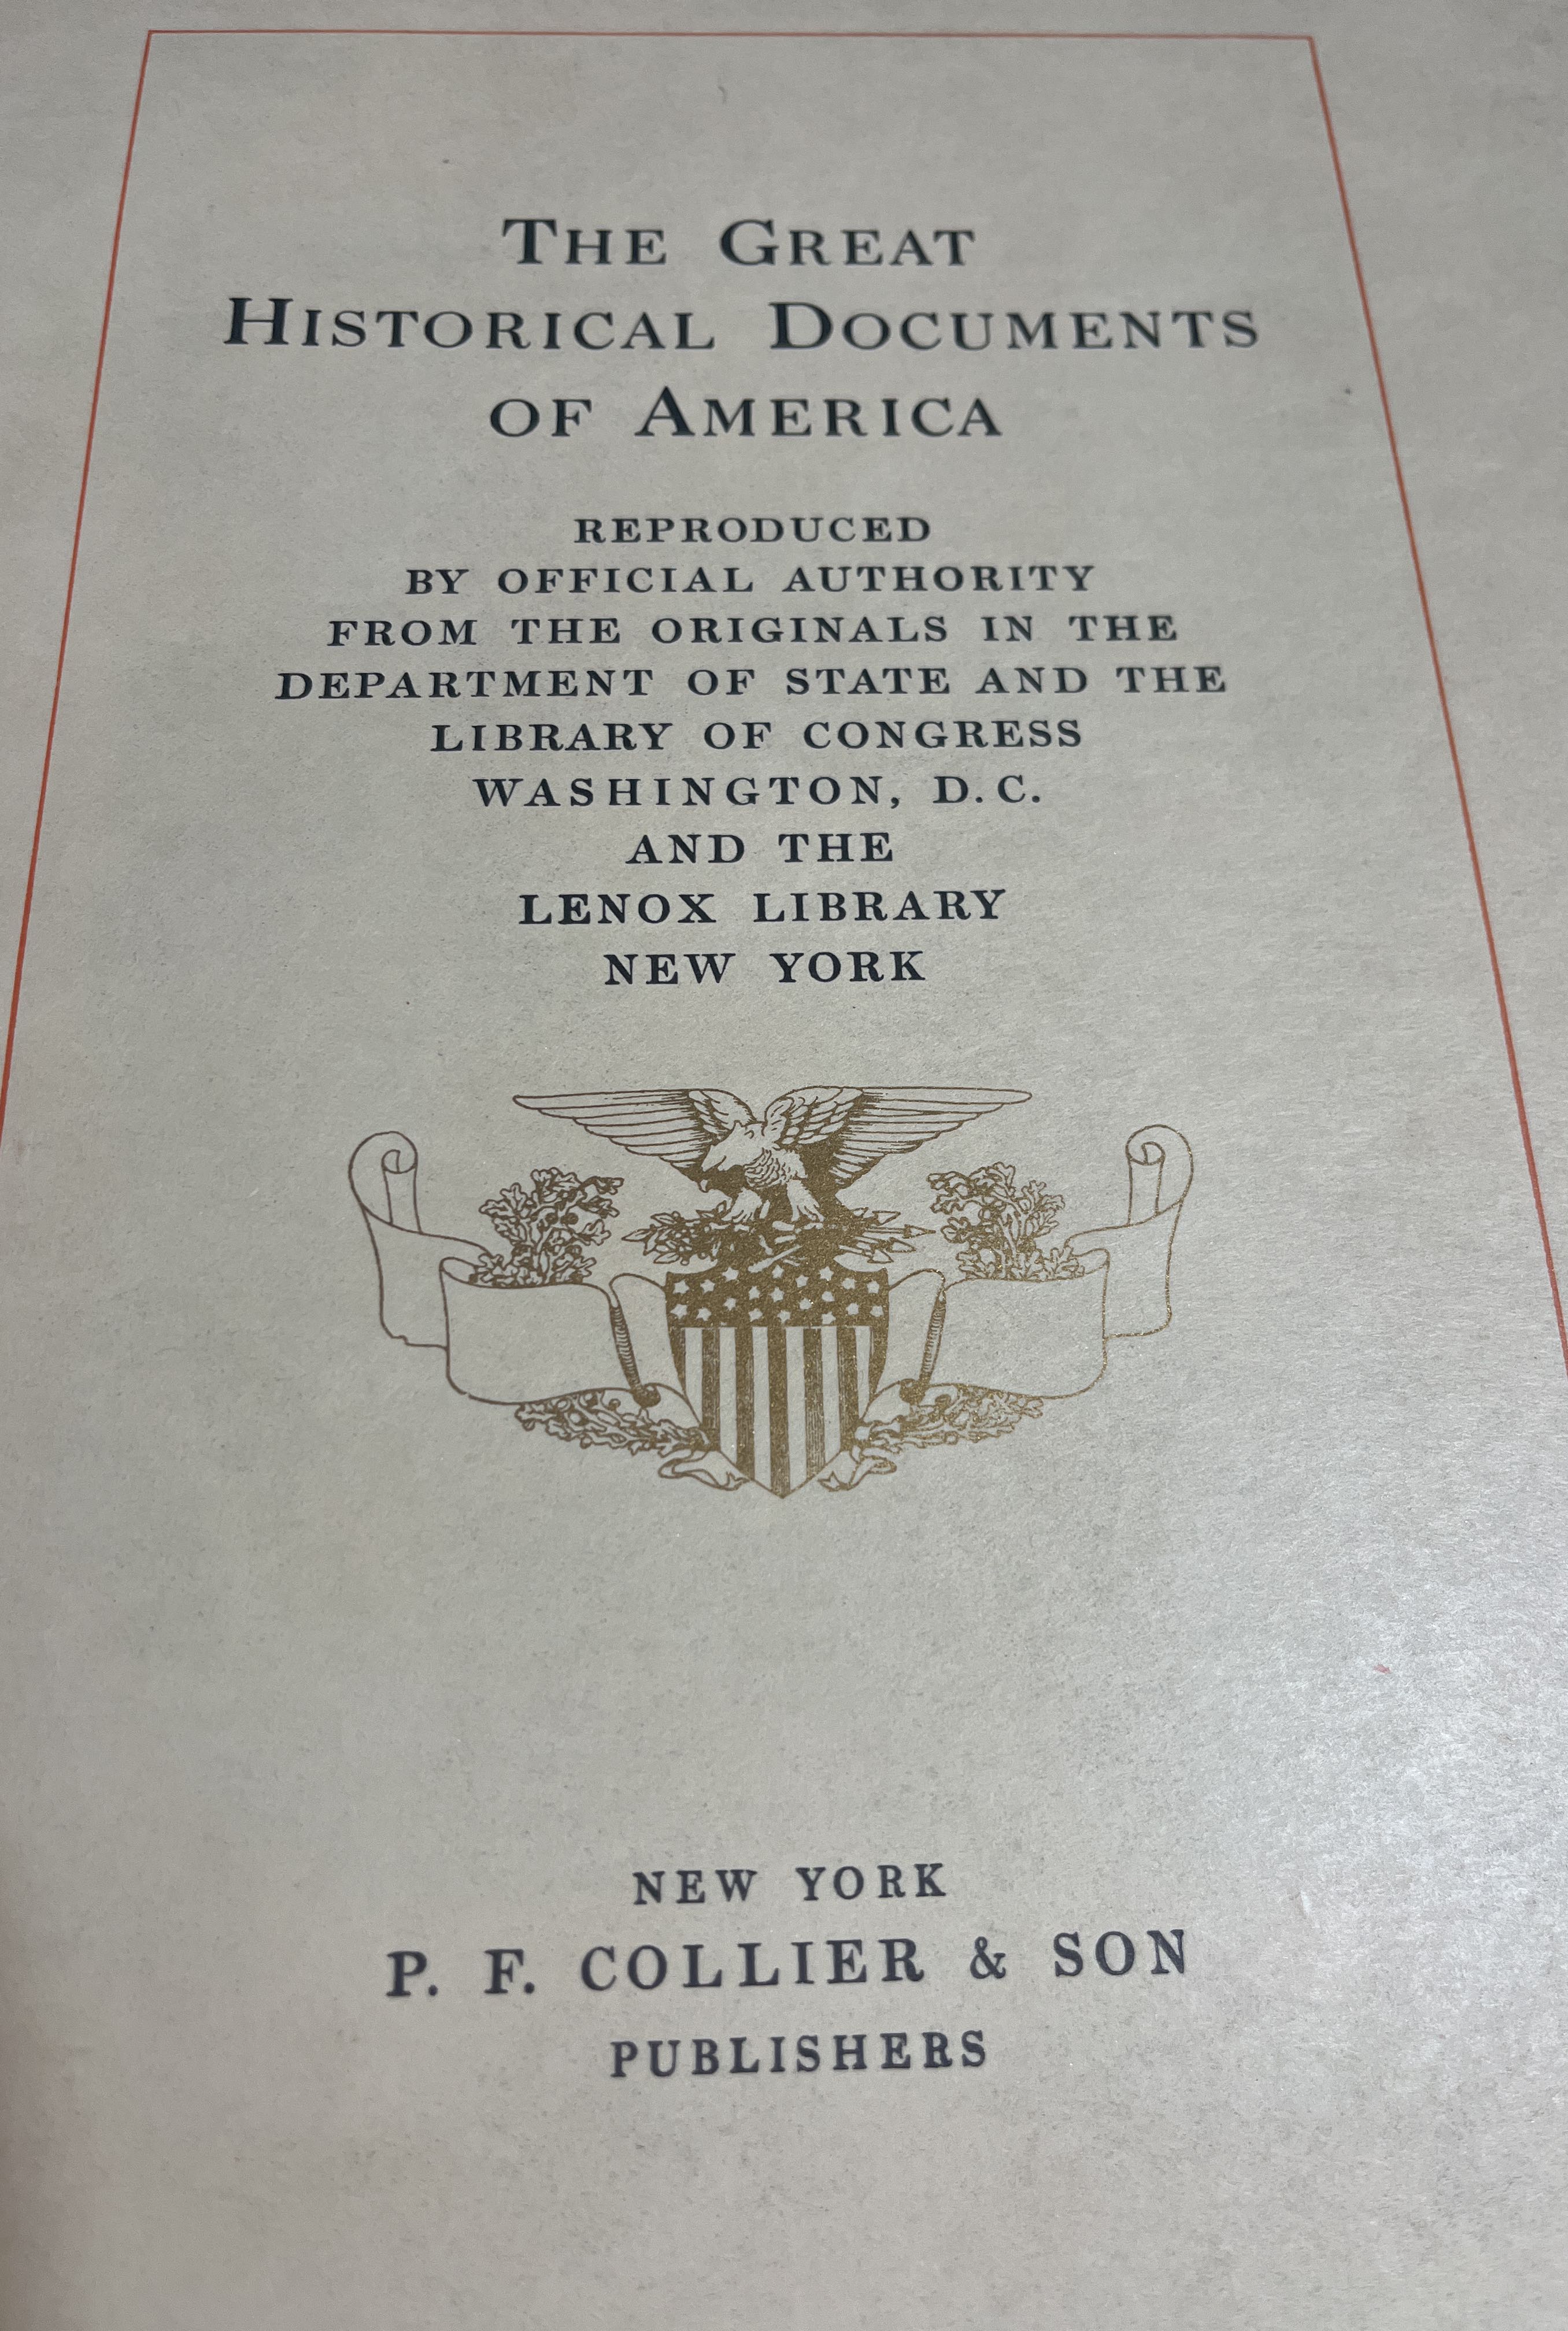 THE GREAT
HISTORICAL DOCUMENTS
OF AMERICA
REPRODUCED
BY OFFICIAL AUTHORITY
FROM THE ORIGINALS IN THE
DEPARTMENT OF STATE AND THE
LIBRARY OF CONGRESS
WASHINGTON, D.C.
AND THE
LENOX LIBRARY
NEW YORK
NEW YORK
P. F. COLLIER & SON
PUBLISHERS